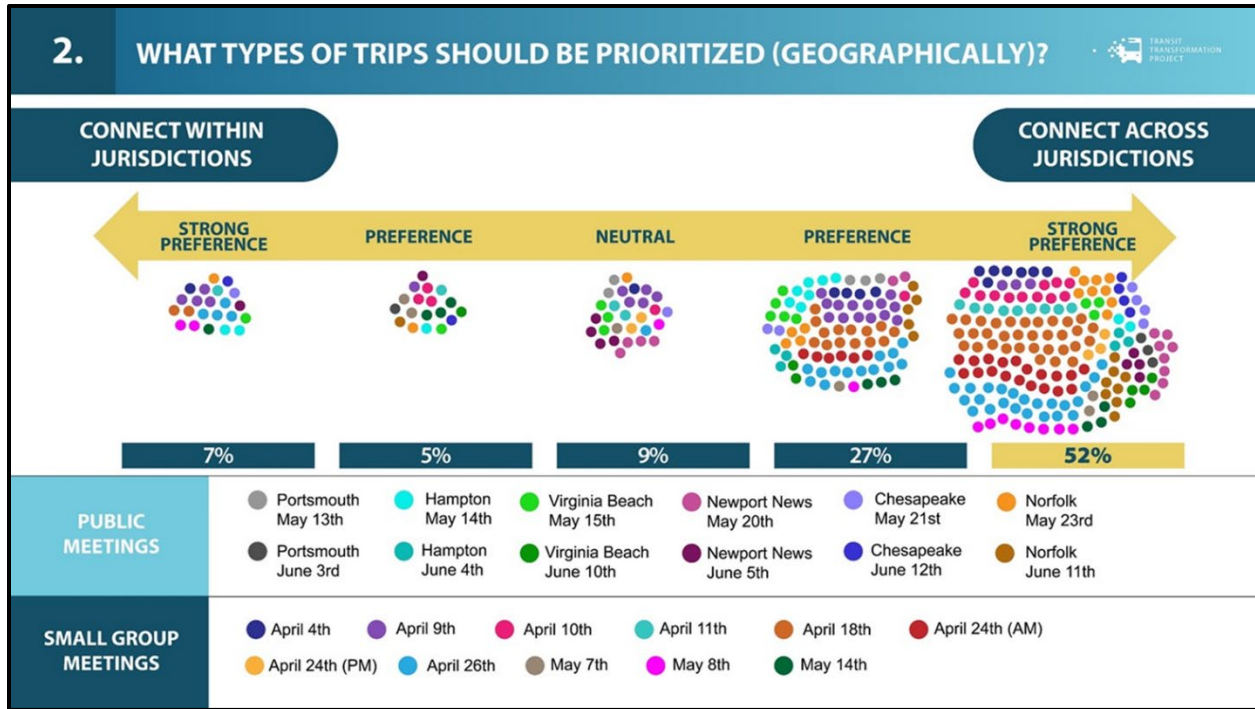 2. WHAT TYPES OF TRIPS SHOULD BE PRIORITIZED (GEOGRAPHICALLY)?
TRANSIT
TRANSFORMATION
PROJECT
CONNECT WITHIN
JURISDICTIONS
CONNECT ACROSS
JURISDICTIONS
STRONG
PREFERENCE
PREFERENCE
NEUTRAL
PREFERENCE
STRONG
PREFERENCE
7%
5%
9%
27%
52%
PUBLIC
MEETINGS
Portsmouth
May 13th
Hampton
May 14th
Virginia Beach
May 15th
Newport News
May 20th
Chesapeake
May 21st
Norfolk
May 23rd
Portsmouth
June 3rd
Hampton
June 4th
Virginia Beach
June 10th
Newport News
June 5th
Chesapeake
June 12th
Norfolk
June 11th
SMALL GROUP
MEETINGS
April 4th
April 9th
April 10th
April 11th
April 18th
April 24th (AM)
April 24th (PM)
April 26th
May 7th
May 8th
May 14th